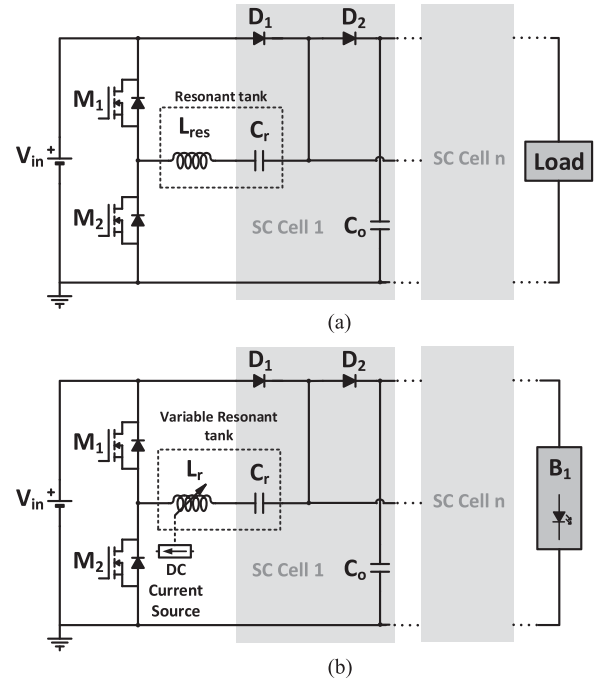 D1 D2
M1
Resonant tank
Lres Cr
Vin +
SC Cell n
Load
M2
SC Cell 1
Co
(a)
D1 D2
Variable Resonant
tank
M1
B1
Lr Cr
Vin +
SC Cell n
M2
DC
Current
Source
SC Cell 1
Co
(b)